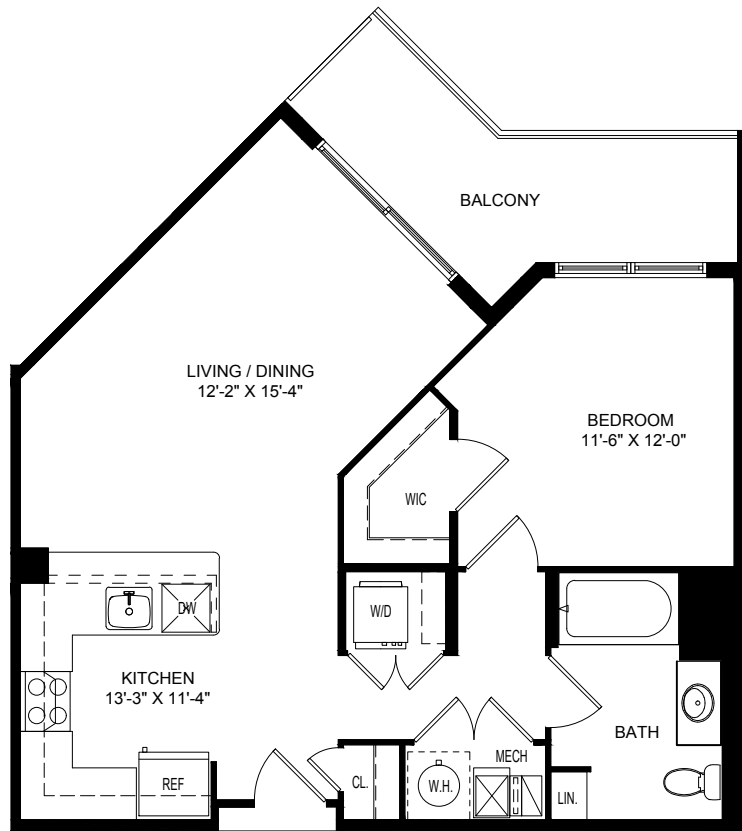 BALCONY
LIVING / DINING
12'-2" X 15'-4"
BEDROOM
11'-6" X 12'-0"
WIC
DW
W/D
KITCHEN
13'-3" X 11'-4"
BATH
MECH
REF
CL.
W.H.
LIN.